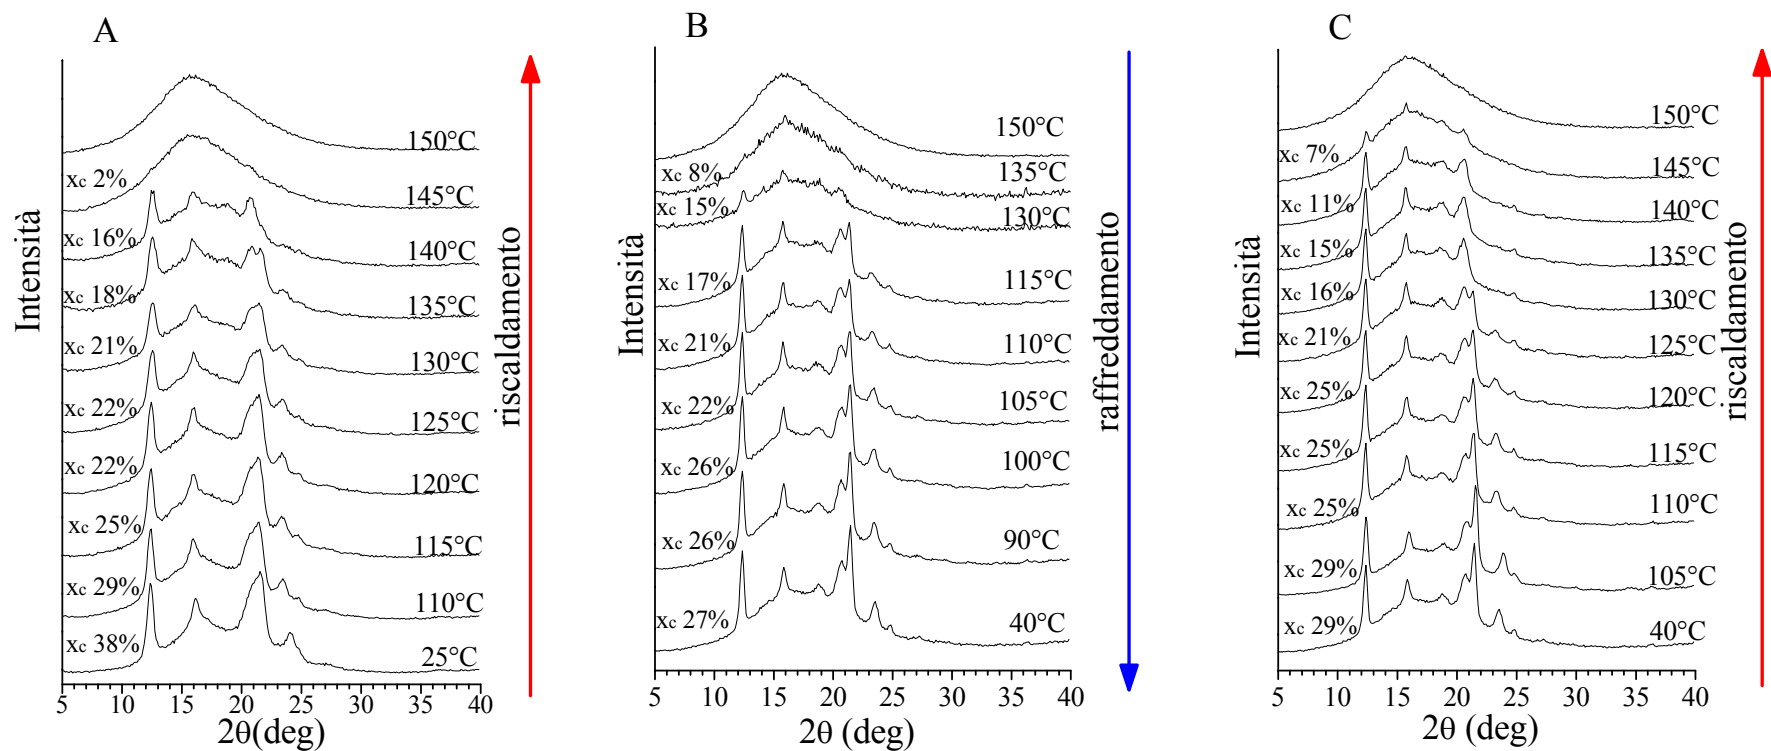 A
150°C
xc 2%
145°C
xc 16%
140°C
xc 18%
135°C
xc 21%
130°C
xc 22%
125°C
xc 22%
120°C
xc 25%
115°C
xc 29%
110°C
xc 38%
25°C
Intensità
riscaldamento
5 10 15 20 25 30 35 40
2θ(deg)
B
150°C
xc 8%
135°C
xc 15%
130°C
xc 17%
115°C
xc 21%
110°C
xc 22%
105°C
xc 26%
100°C
xc 26%
90°C
xc 27%
40°C
Intensità
raffreddamento
5 10 15 20 25 30 35 40
2θ (deg)
C
150°C
xc 7%
145°C
xc 11%
140°C
xc 15%
135°C
xc 16%
130°C
xc 21%
125°C
xc 25%
120°C
xc 25%
115°C
xc 25%
110°C
xc 29%
105°C
xc 29%
40°C
Intensità
riscaldamento
5 10 15 20 25 30 35 40
2θ (deg)